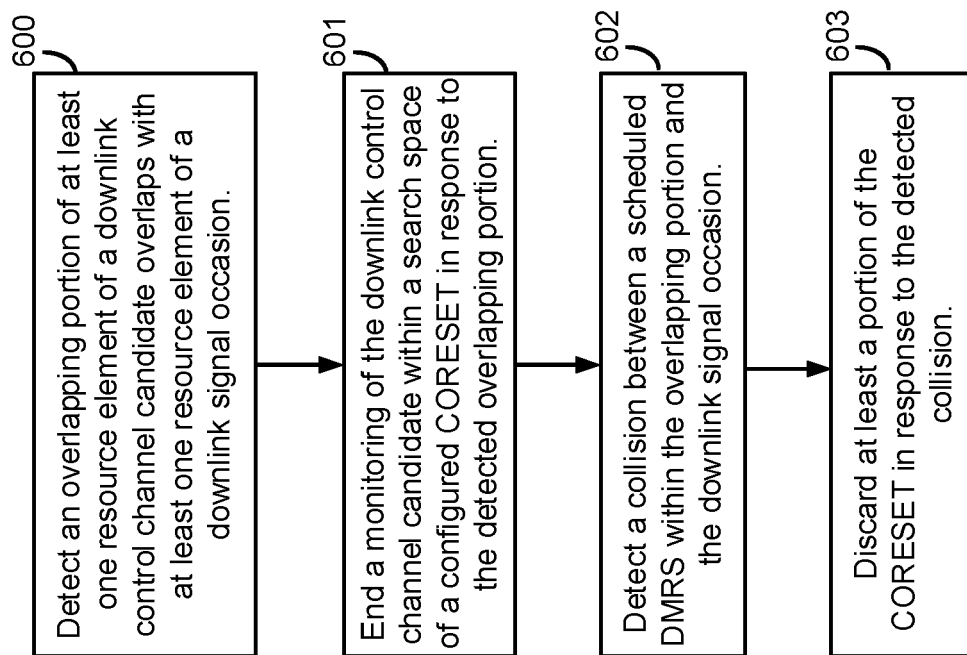 600
Detect an overlapping portion of at least
one resource element of a downlink
control channel candidate overlaps with
at least one resource element of a
downlink signal occasion.
601
End a monitoring of the downlink control
channel candidate within a search space
of a configured CORESET in response to
the detected overlapping portion.
602
Detect a collision between a scheduled
DMRS within the overlapping portion and
the downlink signal occasion.
603
Discard at least a portion of the
CORESET in response to the detected
collision.